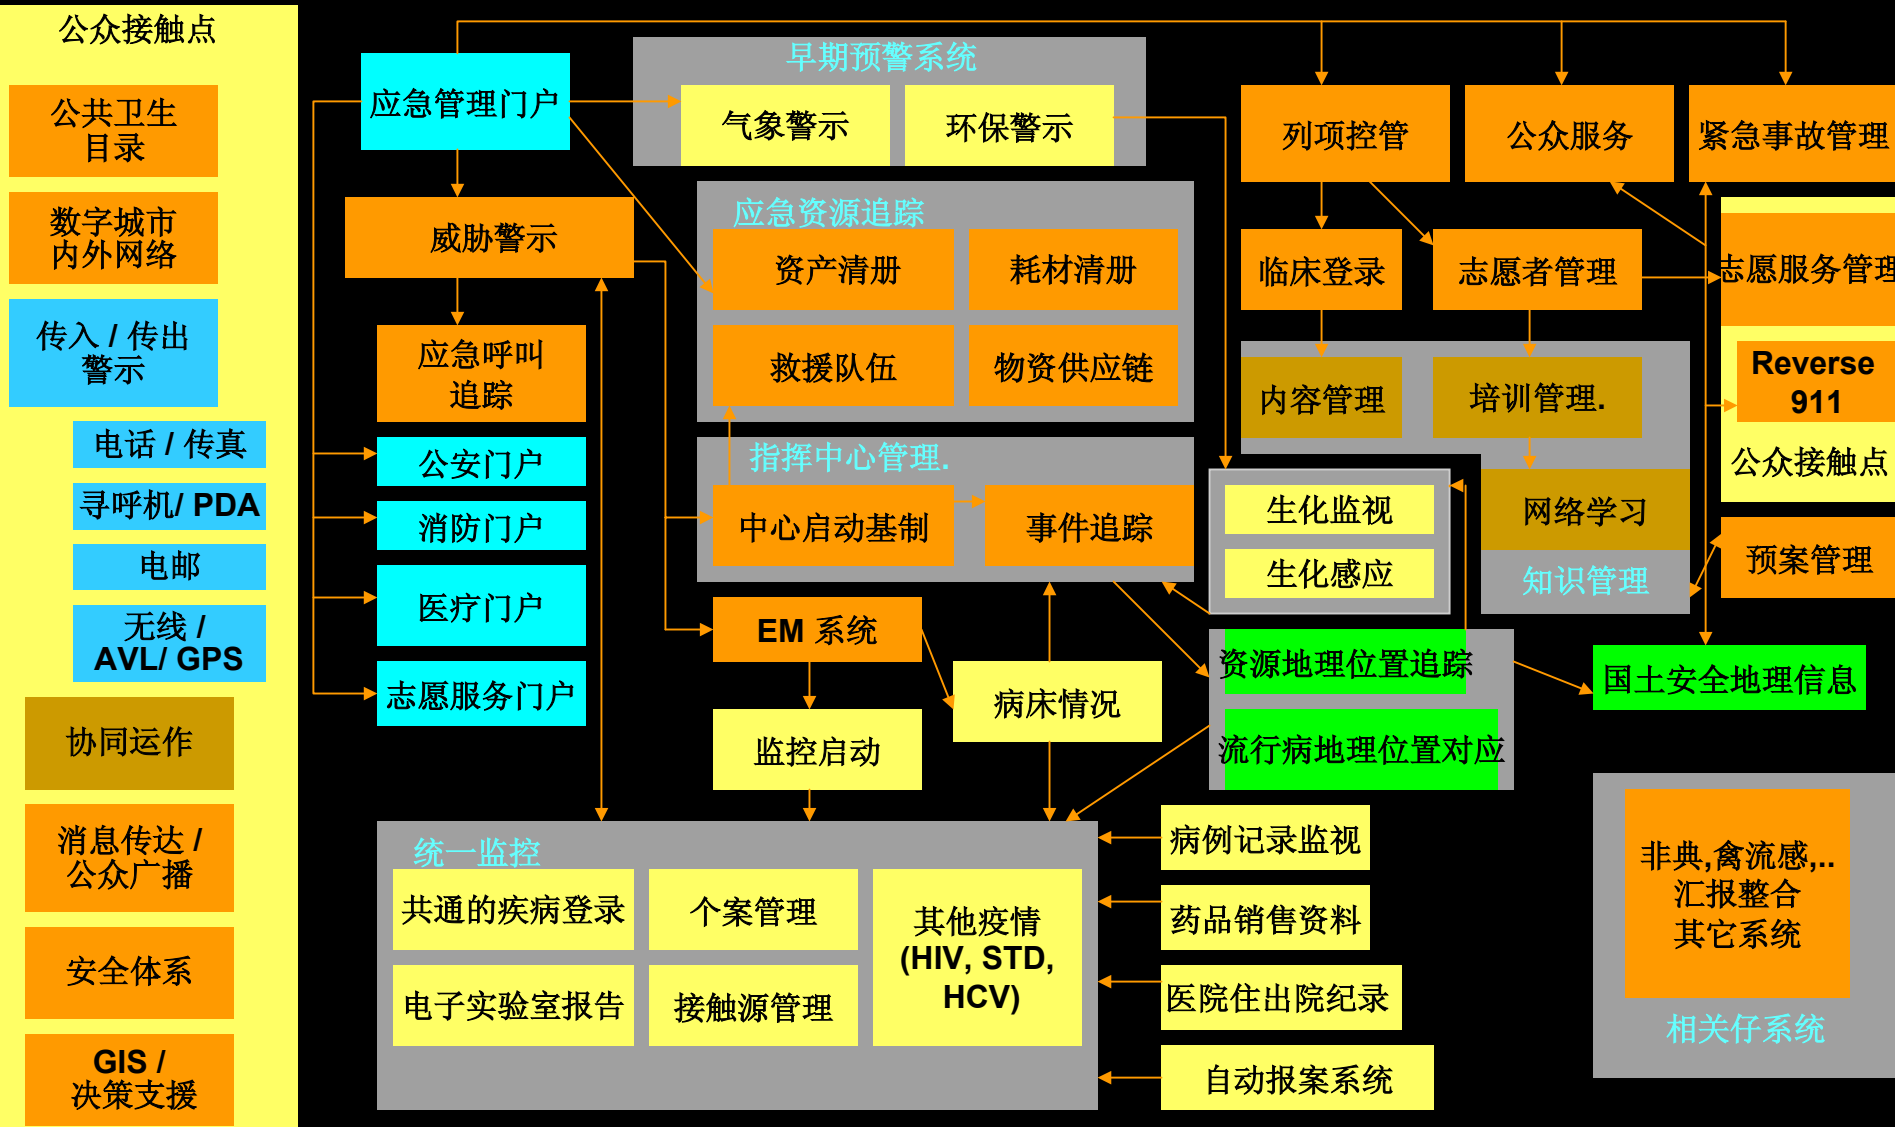 公众接触点
公共卫生
目录
数字城市
内外网络
传入 / 传出
警示
电话 / 传真
寻呼机/ PDA
电邮
无线 /
AVL/ GPS
协同运作
消息传达 /
公众广播
安全体系
GIS /
决策支援
应急管理门户
威胁警示
应急呼叫
追踪
公安门户
消防门户
医疗门户
志愿服务门户
早期预警系统
气象警示
环保警示
应急资源追踪
资产清册
耗材清册
救援队伍
物资供应链
指挥中心管理.
中心启动基制
事件追踪
EM 系统
监控启动
病床情况
统一监控
共通的疾病登录
个案管理
电子实验室报告
接触源管理
其他疫情
(HIV, STD,
HCV)
列项控管
公众服务
紧急事故管理
临床登录
志愿者管理
志愿服务管理
内容管理
培训管理.
网络学习
知识管理
Reverse
911
公众接触点
预案管理
生化监视
生化感应
资源地理位置追踪
流行病地理位置对应
国土安全地理信息
病例记录监视
药品销售资料
医院住出院纪录
自动报案系统
非典,禽流感,..
汇报整合
其它系统
相关仔系统